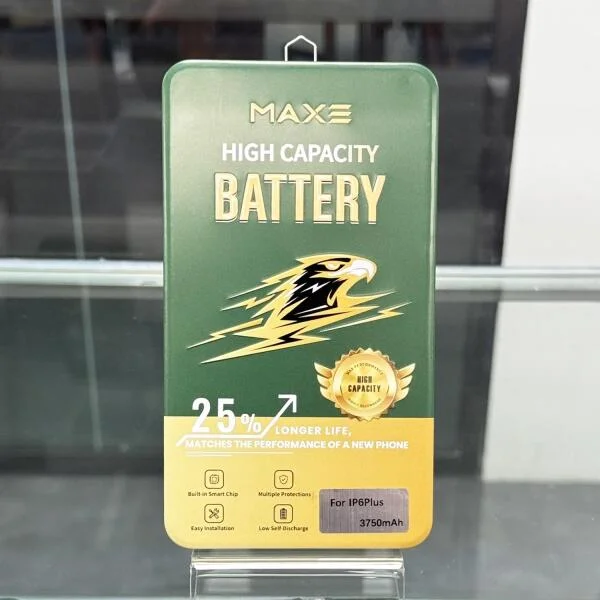 MAXE
HIGH CAPACITY
BATTERY
HIGH
CAPACITY
25%
LONGER LIFE,
MATCHES THE PERFORMANCE OF A NEW PHONE
Built-in Smart Chip
Multiple Protections
Easy Installation
Low Self-Discharge
For IP6Plus
3750mAh